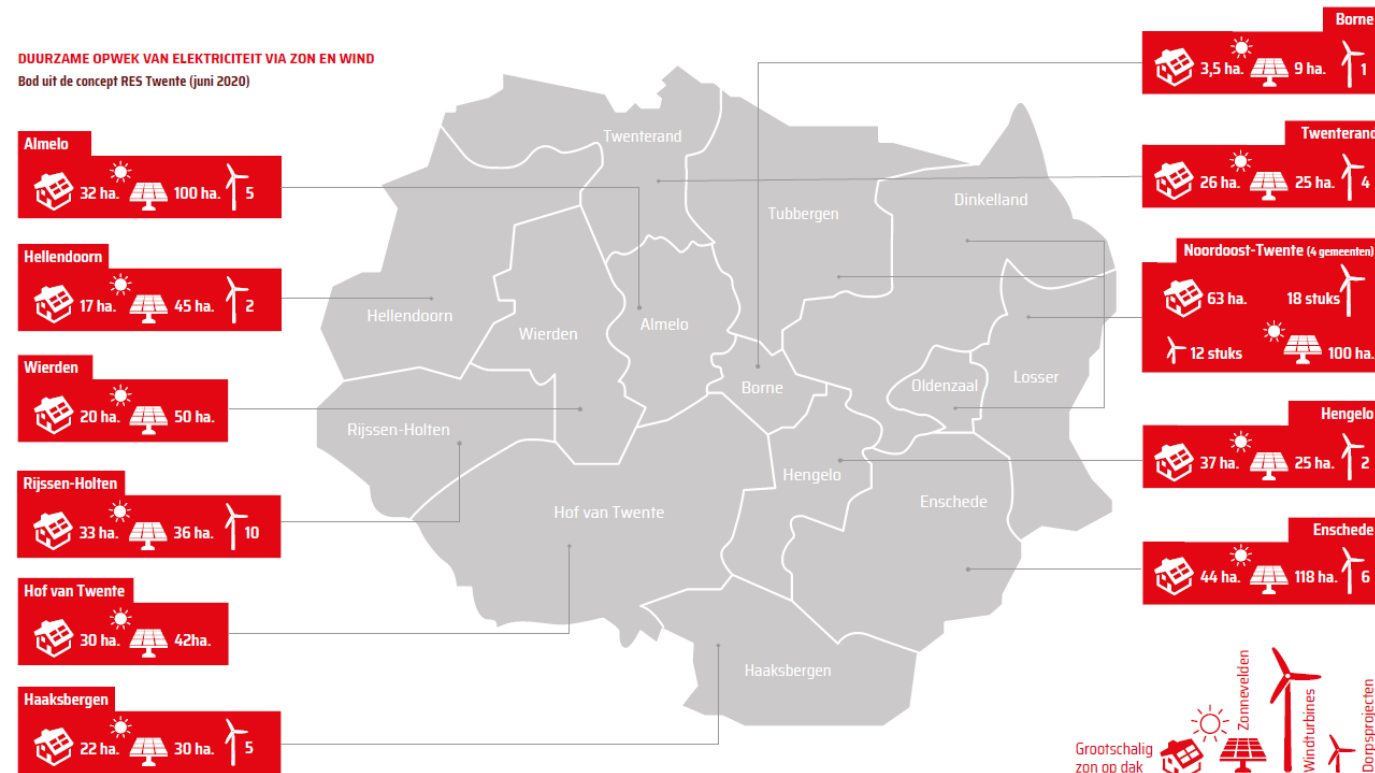 DUURZAME OPWEK VAN ELEKTRICITEIT VIA ZON EN WIND
Bod uit de concept RES Twente (juni 2020)
Almelo
32 ha. 100 ha. 5
Hellendoorn
17 ha. 45 ha. 2
Wierden
20 ha. 50 ha.
Rijssen-Holten
33 ha. 36 ha. 10
Hof van Twente
30 ha. 42ha.
Haaksbergen
22 ha. 30 ha. 5
Twenterand
Tubbergen
Dinkelland
Hellendoorn
Wierden
Almelo
Borne
Oldenzaal
Losser
Rijssen-Holten
Hengelo
Enschede
Hof van Twente
Haaksbergen
Borne
3,5 ha. 9 ha. 1
Twenterand
26 ha. 25 ha. 4
Noordoost-Twente (4 gemeenten)
63 ha. 18 stuks
12 stuks 100 ha.
Hengelo
37 ha. 25 ha. 2
Enschede
44 ha. 118 ha. 6
Grootschalig
zon op dak
Zonnevelden
Windturbines
Dorpsprojecten